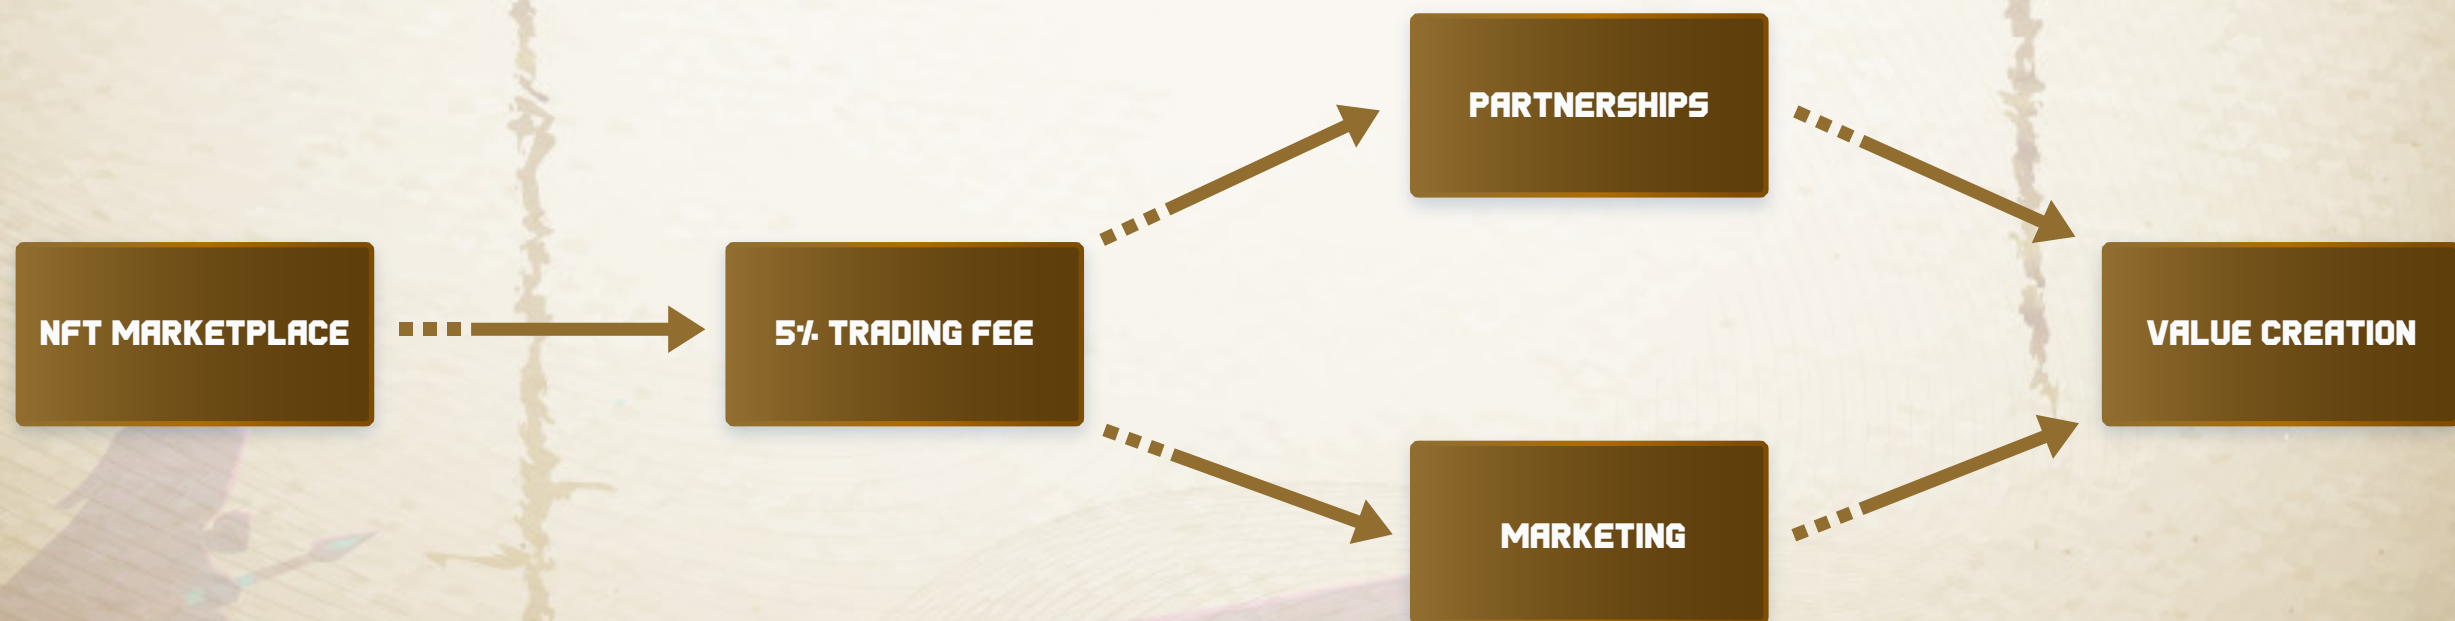 PARTNERSHIPS
NFT MARKETPLACE
5% TRADING FEE
VALUE CREATION
MARKETING